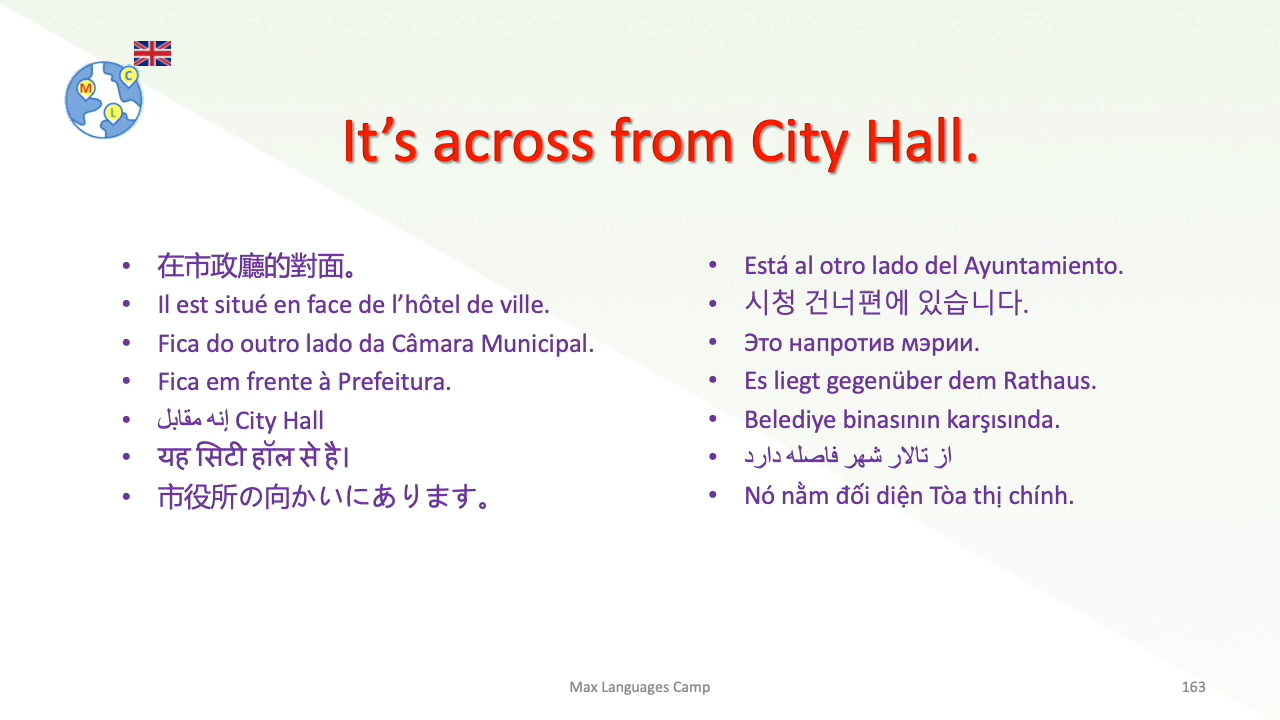 M C L
It’s across from City Hall.
• 在市政廳的對面。
• Il est situé en face de l’hôtel de ville.
• Fica do outro lado da Câmara Municipal.
• Fica em frente à Prefeitura.
• إنه مقابل City Hall
• यह सिटी हॉल से है।
• 市役所の向かいにあります。
• Está al otro lado del Ayuntamiento.
• 시청 건너편에 있습니다.
• Это напротив мэрии.
• Es liegt gegenüber dem Rathaus.
• Belediye binasının karşısında.
• از تالار شهر فاصله دارد
• Nó nằm đối diện Tòa thị chính.
Max Languages Camp
163